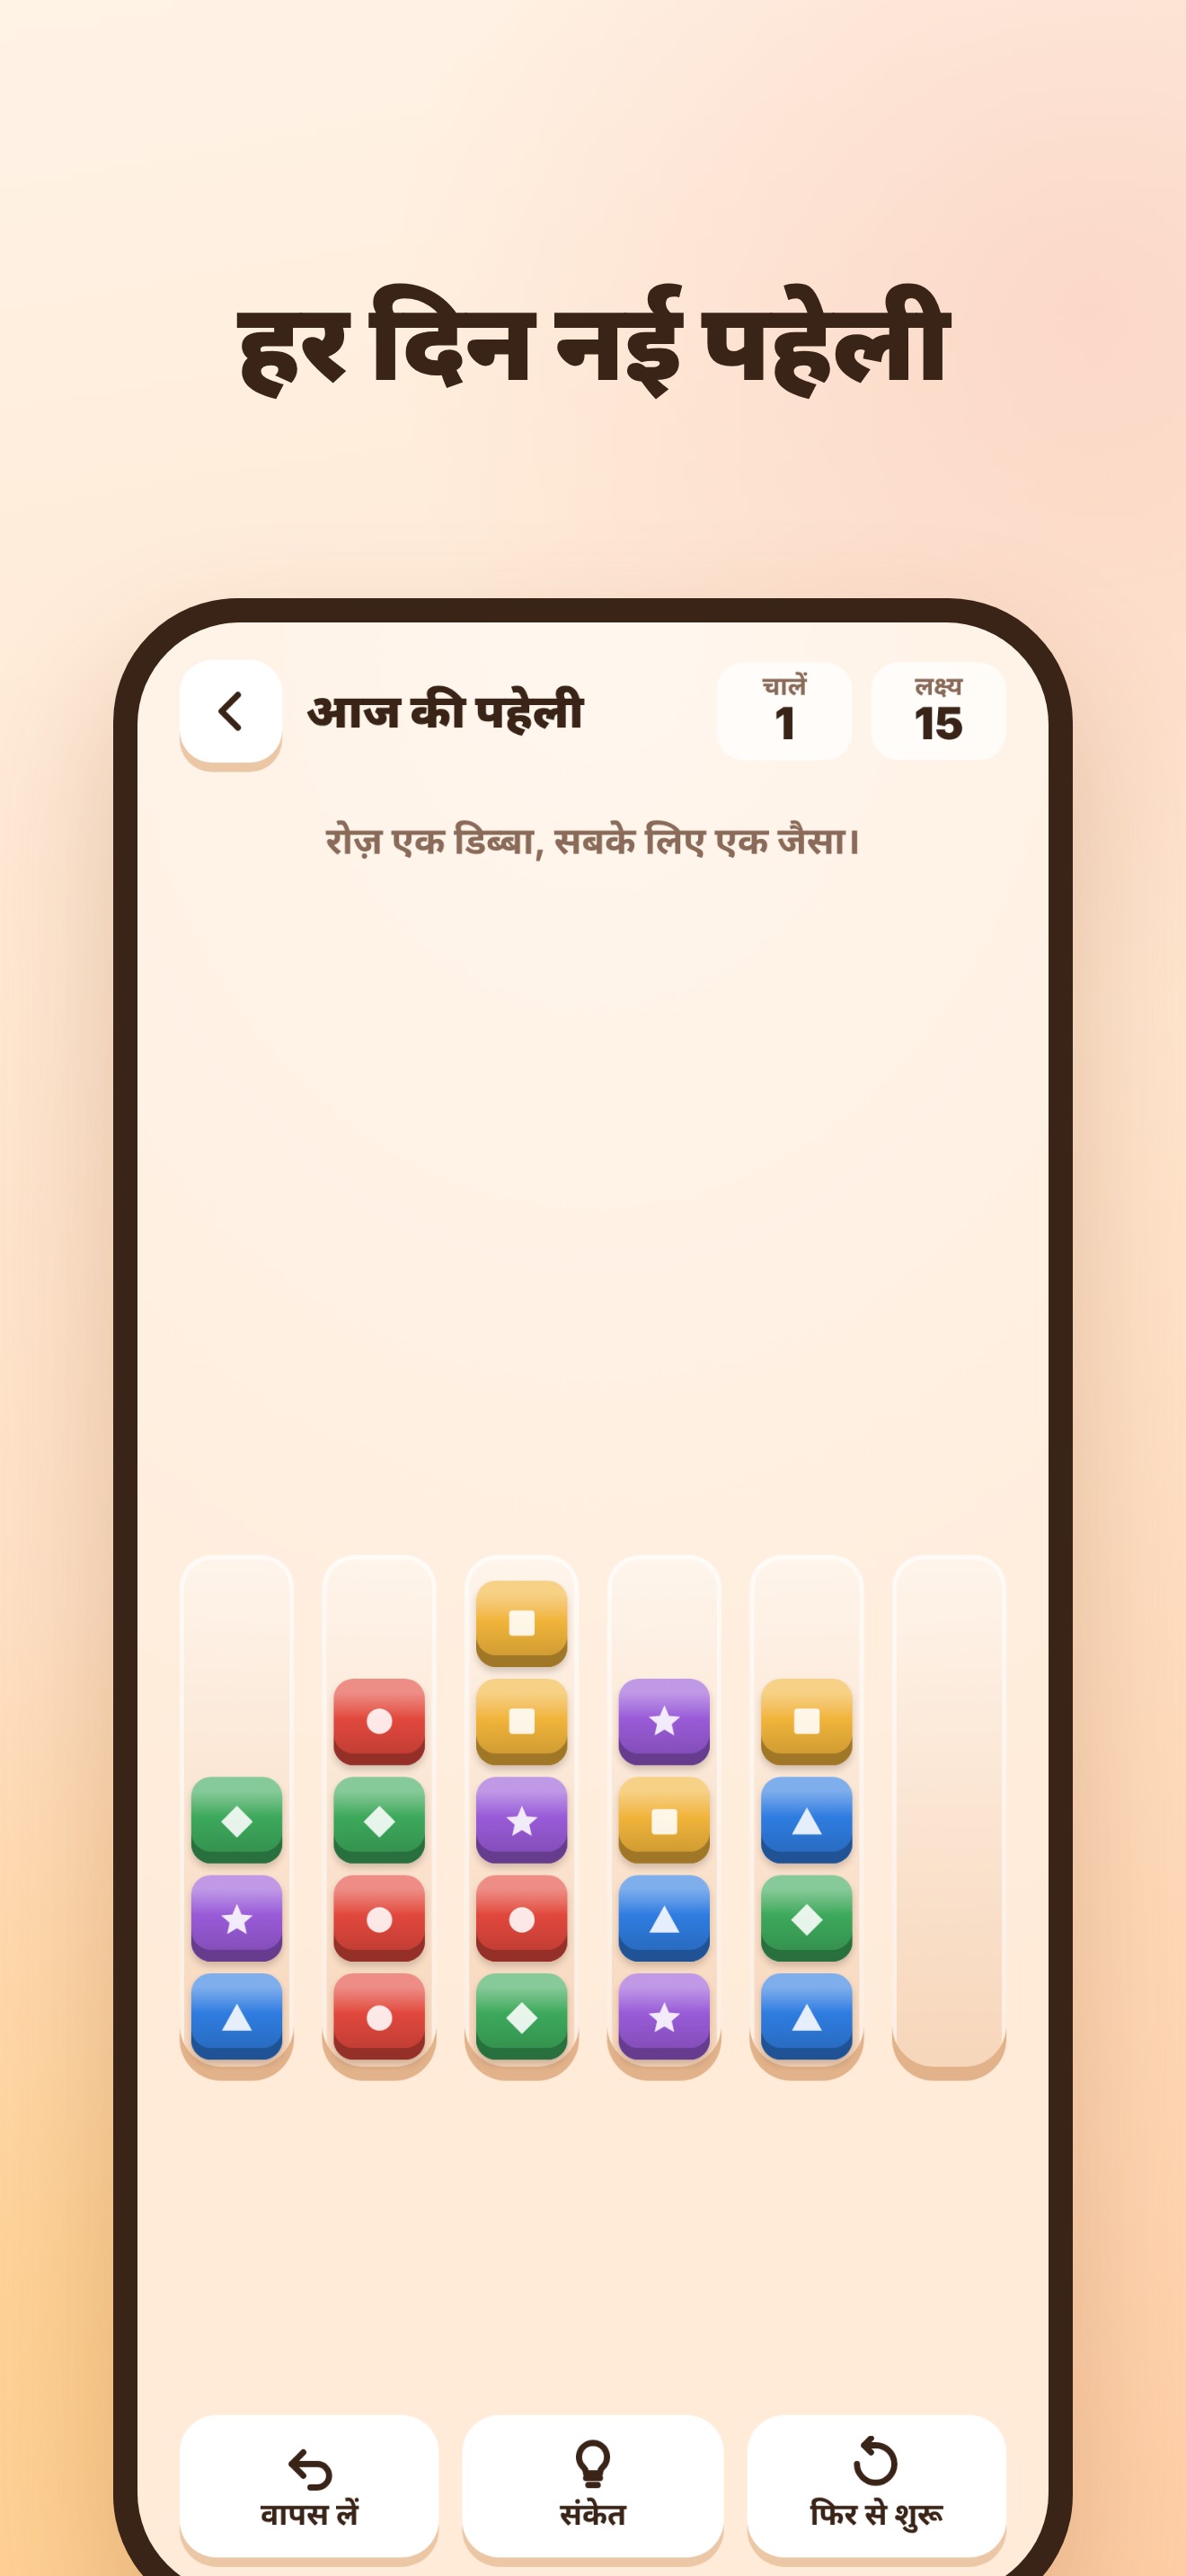 हर दिन नई पहेली
आज की पहेली
चालें
1
लक्ष्य
15
रोज़ एक डिब्बा, सबके लिए एक जैसा।
वापस लें
संकेत
फिर से शुरू